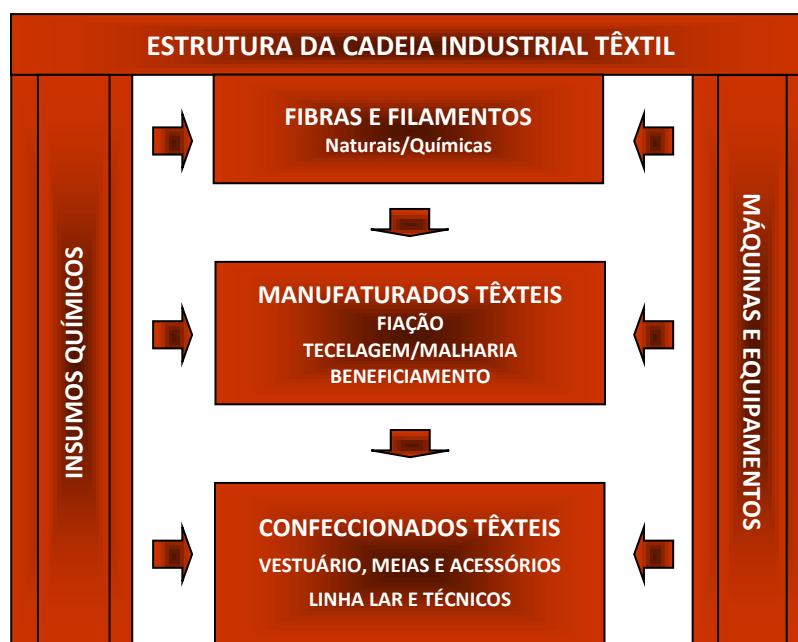 ESTRUTURA DA CADEIA INDUSTRIAL TÊXTIL
FIBRAS E FILAMENTOS
Naturais/Químicas
INSUMOS QUÍMICOS
MANUFATURADOS TÊXTEIS
FIAÇÃO
TECELAGEM/MALHARIA
BENEFICIAMENTO
MÁQUINAS E EQUIPAMENTOS
CONFECCIONADOS TÊXTEIS
VESTUÁRIO, MEIAS E ACESSÓRIOS
LINHA LAR E TÉCNICOS